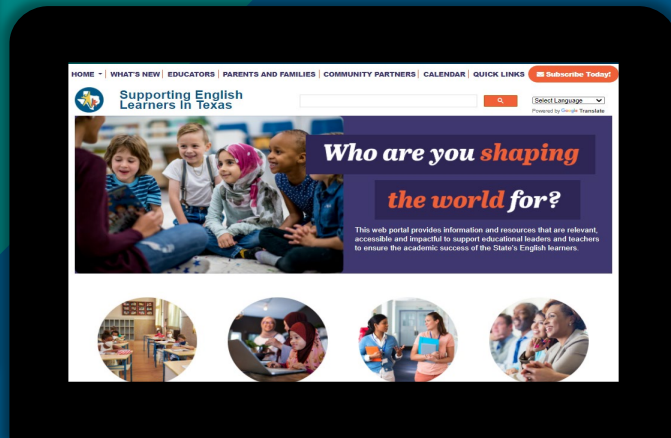 HOME WHAT'S NEW EDUCATORS PARENTS AND FAMILIES COMMUNITY PARTNERS CALENDAR QUICK LINKS Subscribe Today!
Supporting English
Learners in Texas
Select Language
Powered by Google Translate
Who are you shaping
the world for?
This web portal provides information and resources that are relevant,
accessible and impactful to support educational leaders and teachers
to ensure the academic success of the State's English learners.